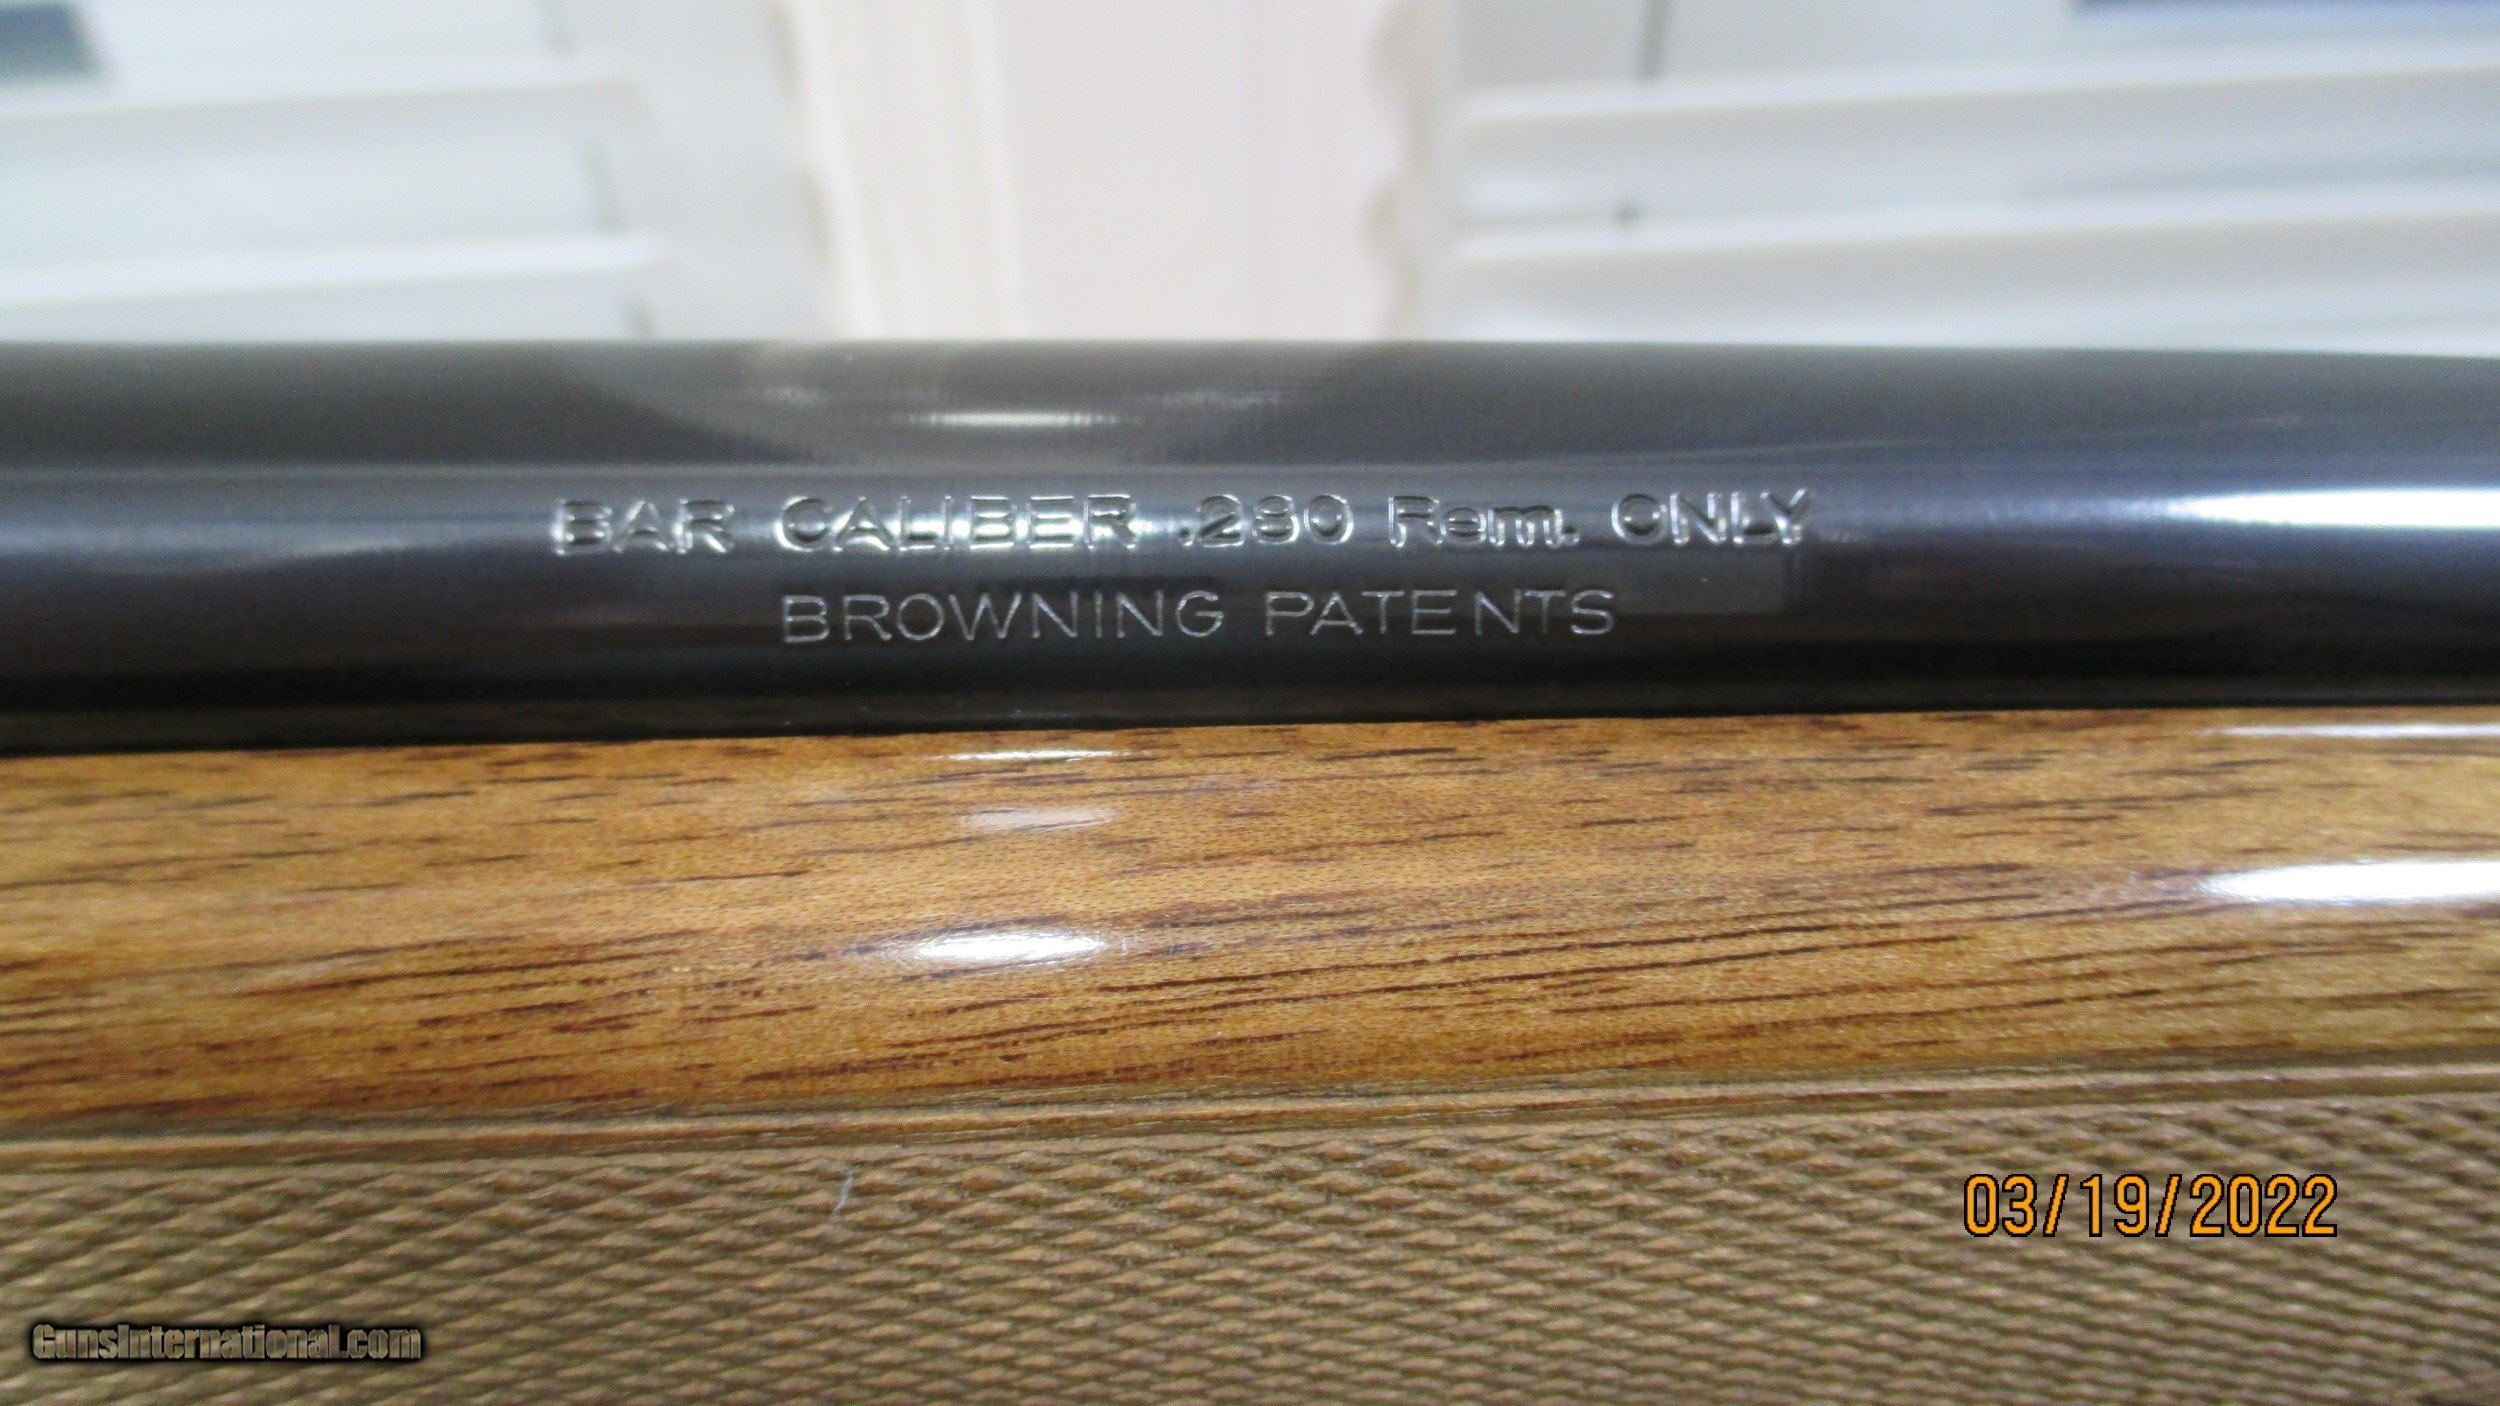 BAR CALIBER .280 Rem. ONLY
BROWNING PATENTS
03/19/2022
GunsInternational.com